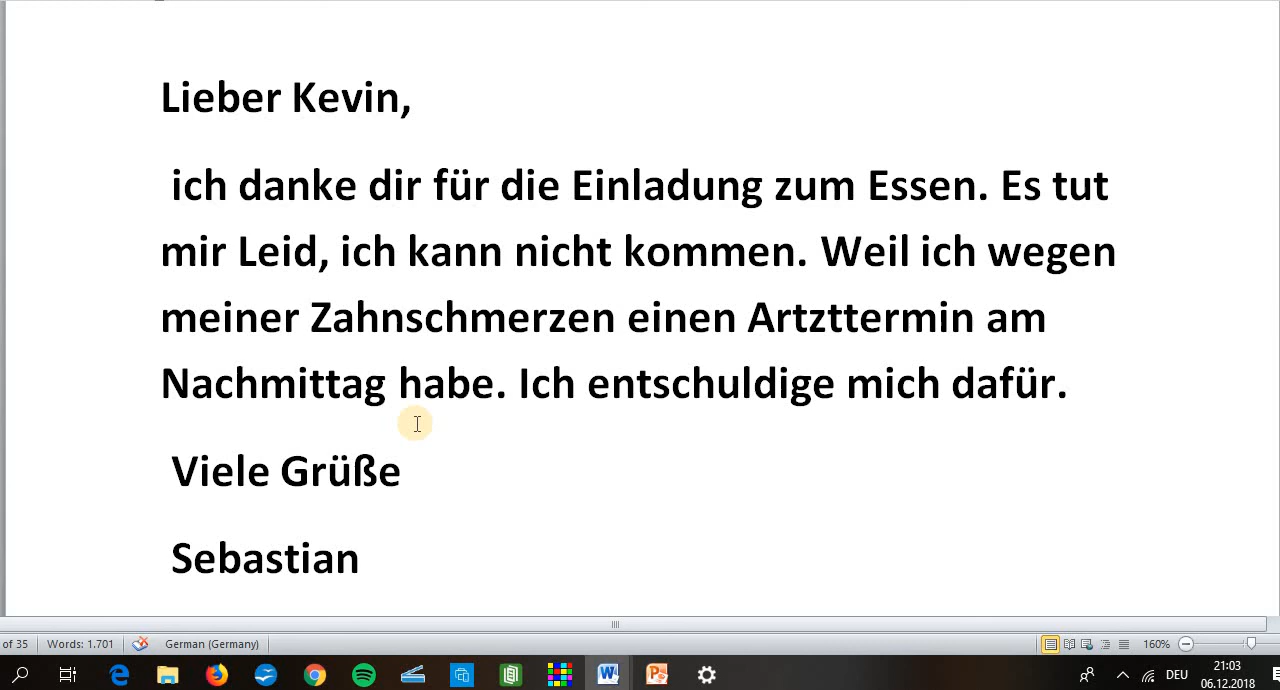 Lieber Kevin,
ich danke dir für die Einladung zum Essen. Es tut
mir Leid, ich kann nicht kommen. Weil ich wegen
meiner Zahnschmerzen einen Artzttermin am
Nachmittag habe. Ich entschuldige mich dafür.
Viele Grüße
Sebastian
of 35 Words: 1.701 German (Germany) 160%
DEU 21:03
06.12.2018